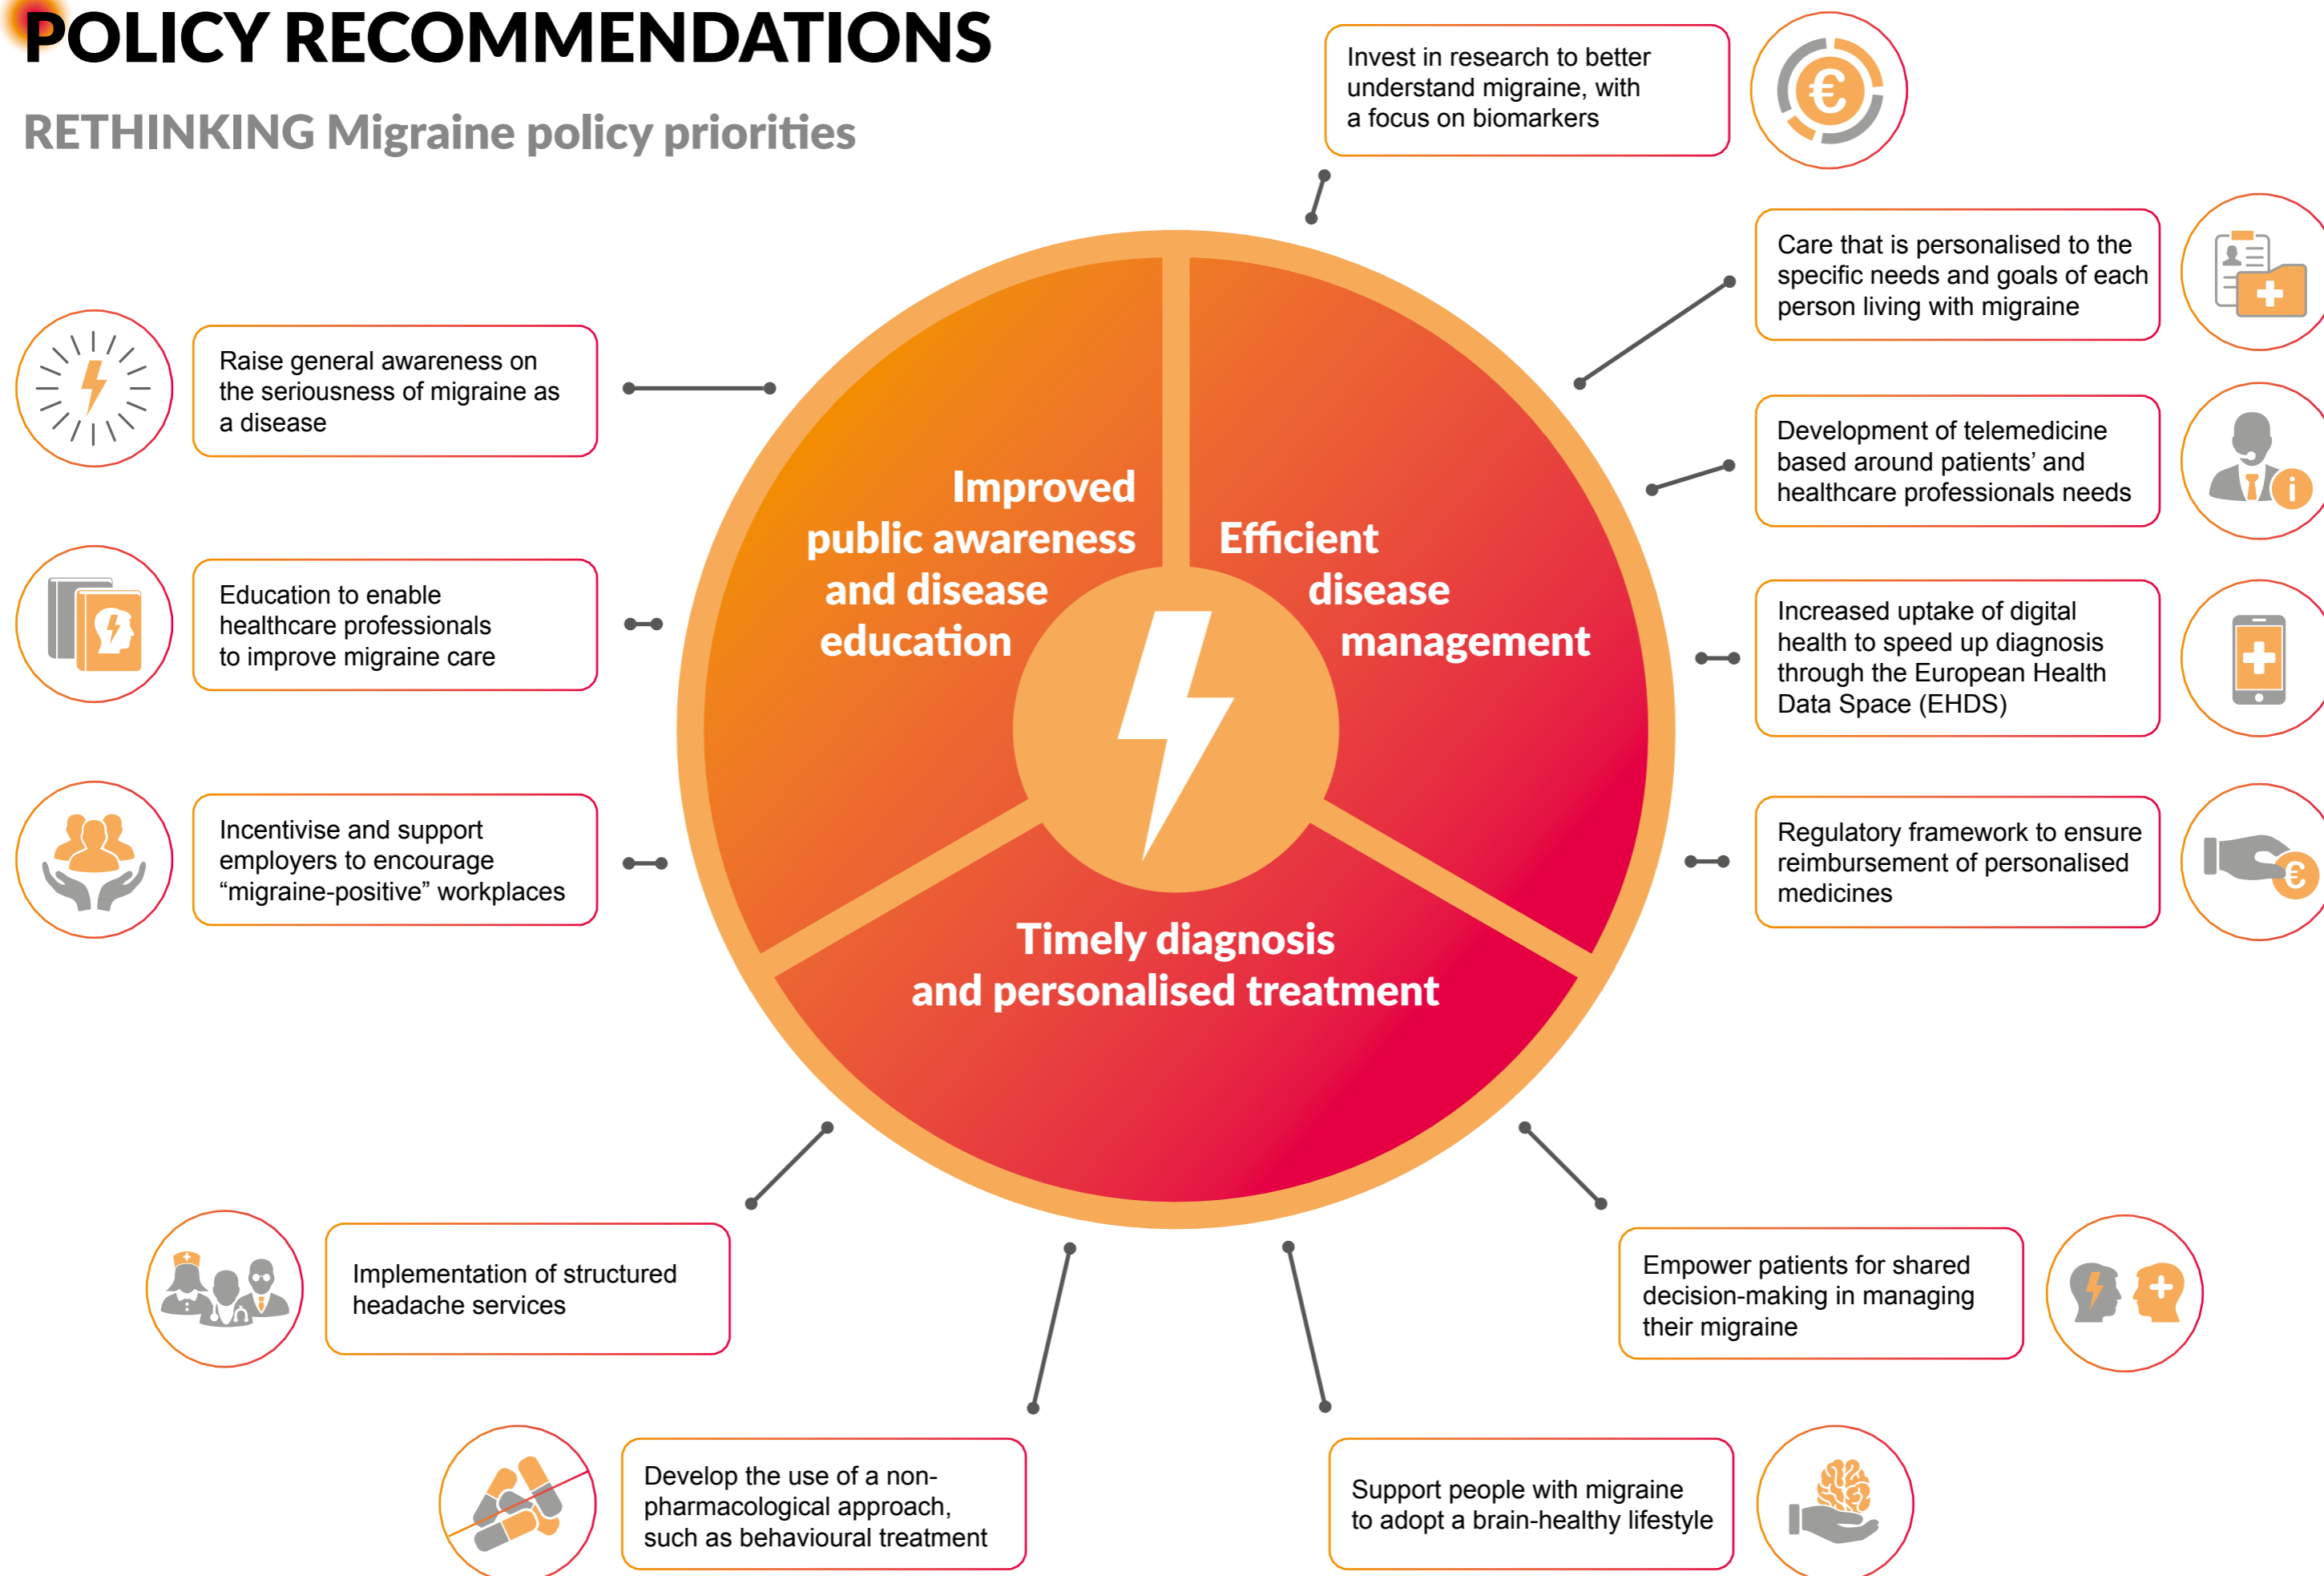 POLICY RECOMMENDATIONS
RETHINKING Migraine policy priorities
Invest in research to better
understand migraine, with
a focus on biomarkers
Care that is personalised to the
specific needs and goals of each
person living with migraine
Development of telemedicine
based around patients’ and
healthcare professionals needs
Increased uptake of digital
health to speed up diagnosis
through the European Health
Data Space (EHDS)
Regulatory framework to ensure
reimbursement of personalised
medicines
Raise general awareness on
the seriousness of migraine as
a disease
Education to enable
healthcare professionals
to improve migraine care
Incentivise and support
employers to encourage
“migraine-positive” workplaces
Improved
public awareness
and disease
education
Efficient
disease
management
Timely diagnosis
and personalised treatment
Implementation of structured
headache services
Develop the use of a non-
pharmacological approach,
such as behavioural treatment
Support people with migraine
to adopt a brain-healthy lifestyle
Empower patients for shared
decision-making in managing
their migraine
€
i
€